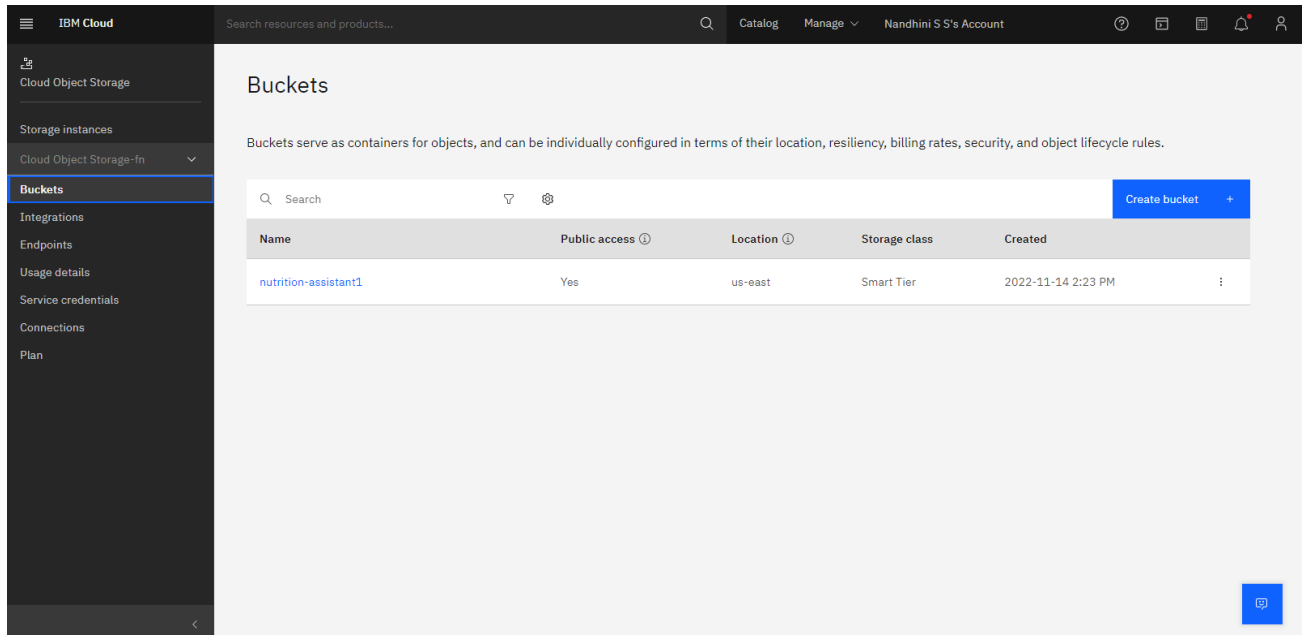 IBM Cloud
Search resources and products...
Catalog
Manage
Nandhini S S's Account
Cloud Object Storage
Storage instances
Cloud Object Storage-fn
Buckets
Integrations
Endpoints
Usage details
Service credentials
Connections
Plan
Buckets
Buckets serve as containers for objects, and can be individually configured in terms of their location, resiliency, billing rates, security, and object lifecycle rules.
Search
Create bucket +
Name Public access Location Storage class Created
nutrition-assistant1 Yes us-east Smart Tier 2022-11-14 2:23 PM